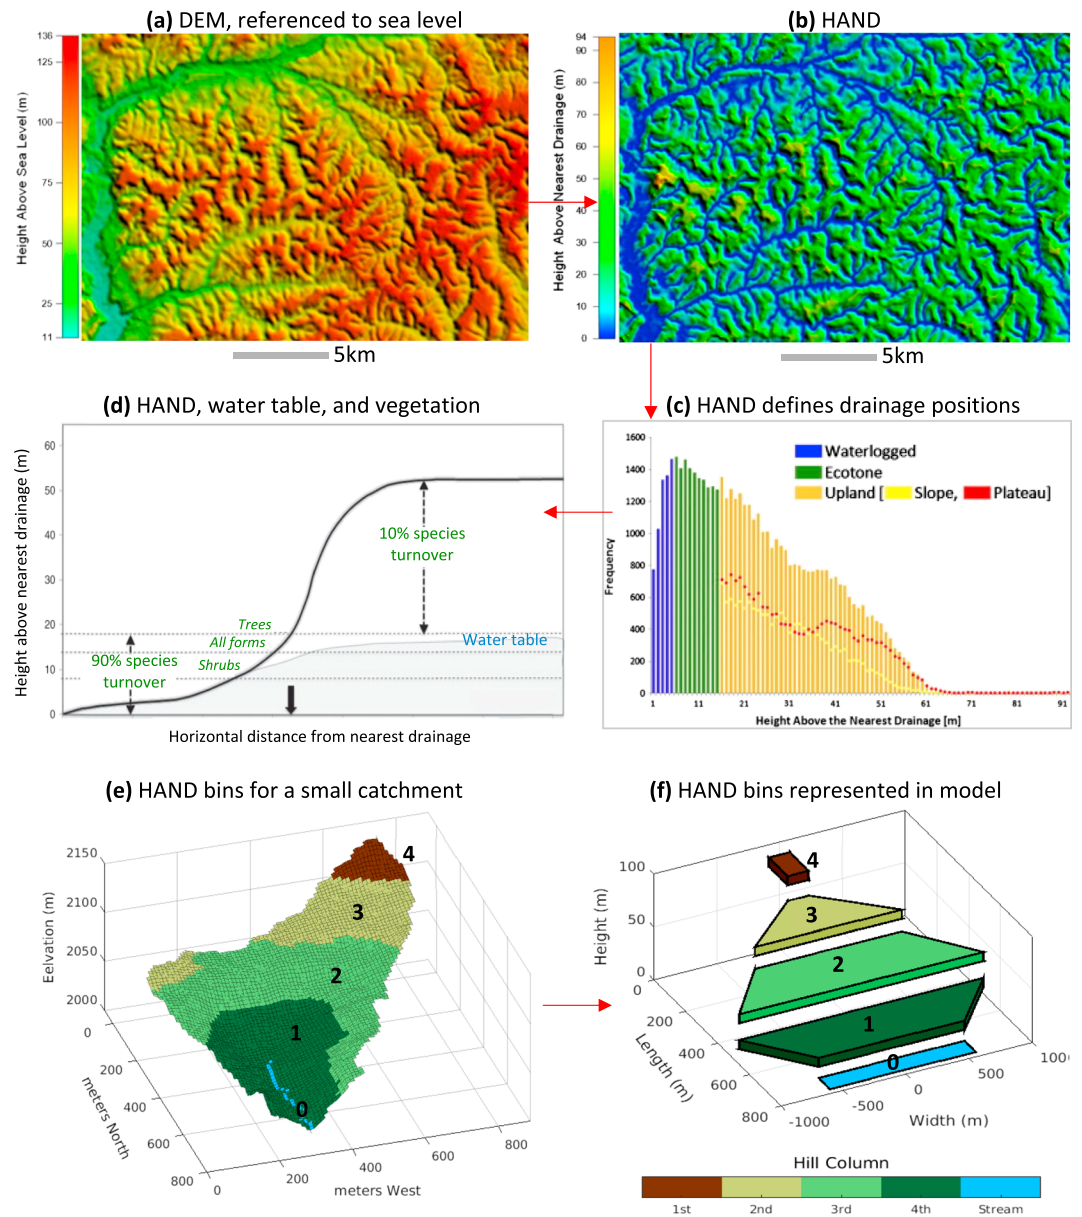 (a) DEM, referenced to sea level
136
125
100
75
50
25
11
Height Above Sea Level (m)
5km
(b) HAND
94
90
80
70
60
50
40
30
20
10
0
Height Above Nearest Drainage (m)
5km
(d) HAND, water table, and vegetation
60
50
40
30
20
10
0
Height above nearest drainage (m)
10% species
turnover
Trees
All forms
Water table
90% species
turnover
Shrubs
Horizontal distance from nearest drainage
(c) HAND defines drainage positions
1600
1400
1200
1000
800
600
400
200
0
Frequency
Waterlogged
Ecotone
Upland [ Slope, Plateau]
1 11 21 31 41 51 61 71 81 91
Height Above the Nearest Drainage [m]
(e) HAND bins for a small catchment
2150
2100
2050
2000
Eelvation (m)
4
3
2
1
0
0
200
400
600
800
meters North
0
200
400
600
800
meters West
(f) HAND bins represented in model
100
50
0
Height (m)
4
3
2
1
0
0
200
400
600
800
Length (m)
-1000
-500
0
500
100
Width (m)
Hill Column
1st 2nd 3rd 4th Stream